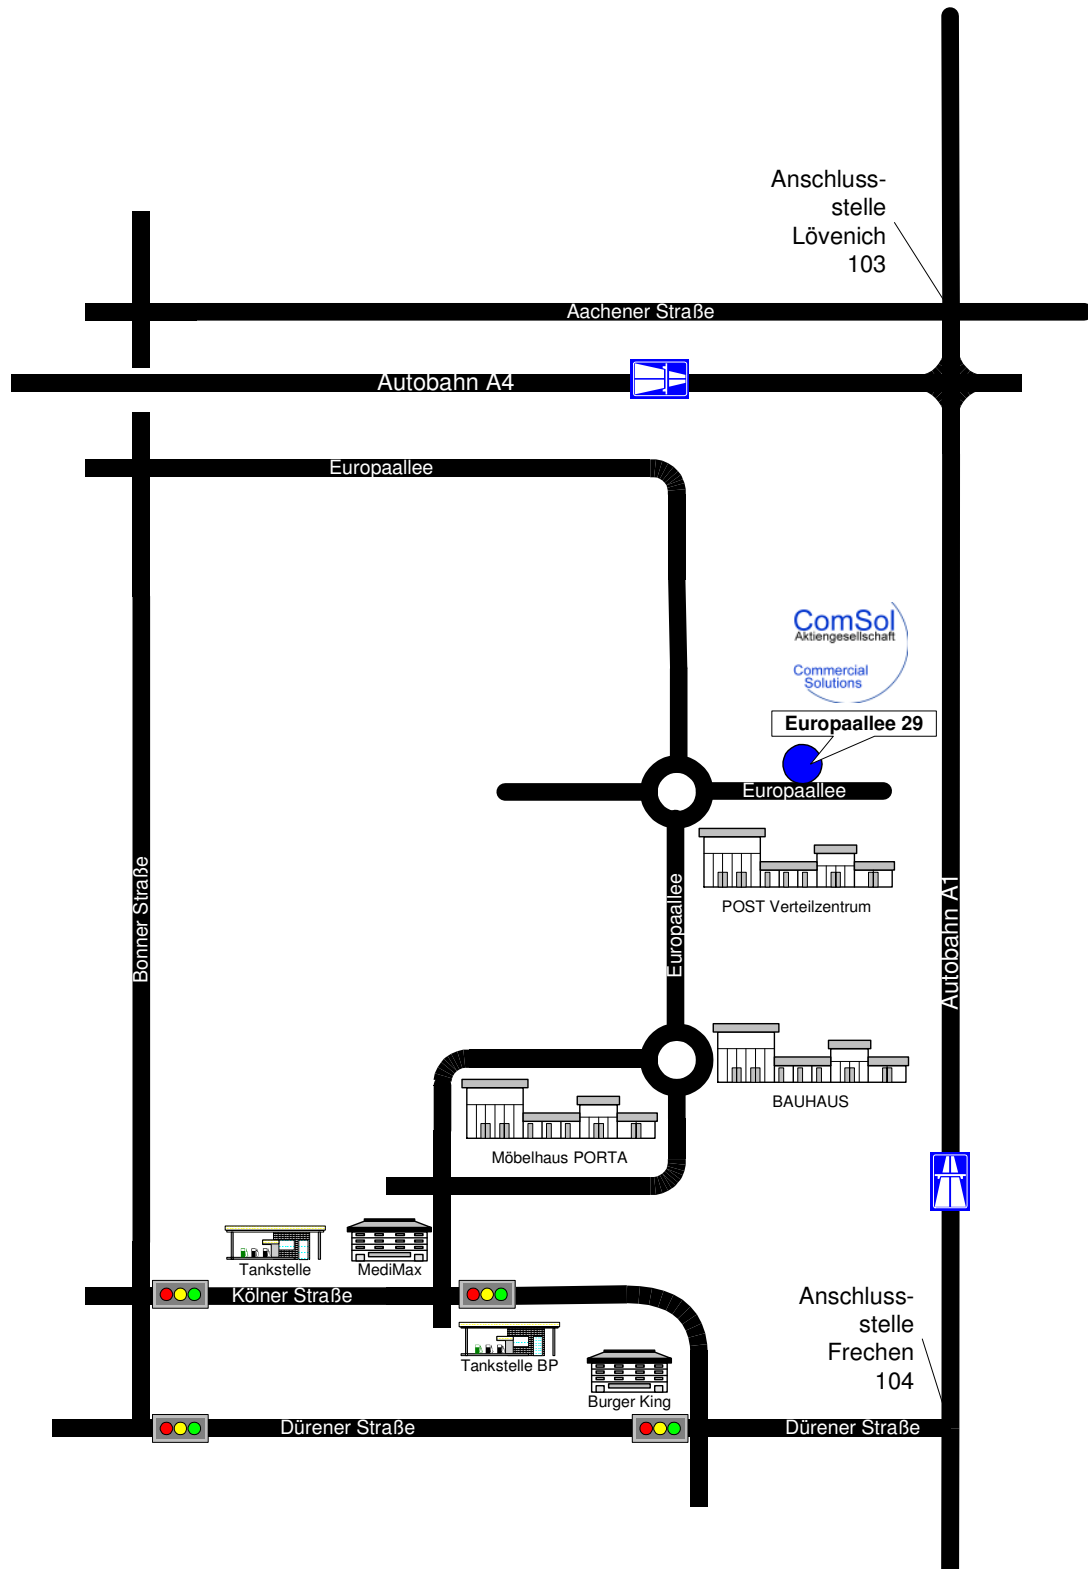 Anschluss-
stelle
Lövenich
103
Aachener Straße
Autobahn A4
Europaallee
ComSol
Aktiengesellschaft
Commercial
Solutions
Europaallee 29
Europaallee
POST Verteilzentrum
Europaallee
Bonner Straße
Autobahn A1
BAUHAUS
Möbelhaus PORTA
Tankstelle
MediMax
Kölner Straße
Anschluss-
stelle
Frechen
104
Tankstelle BP
Burger King
Dürener Straße
Dürener Straße